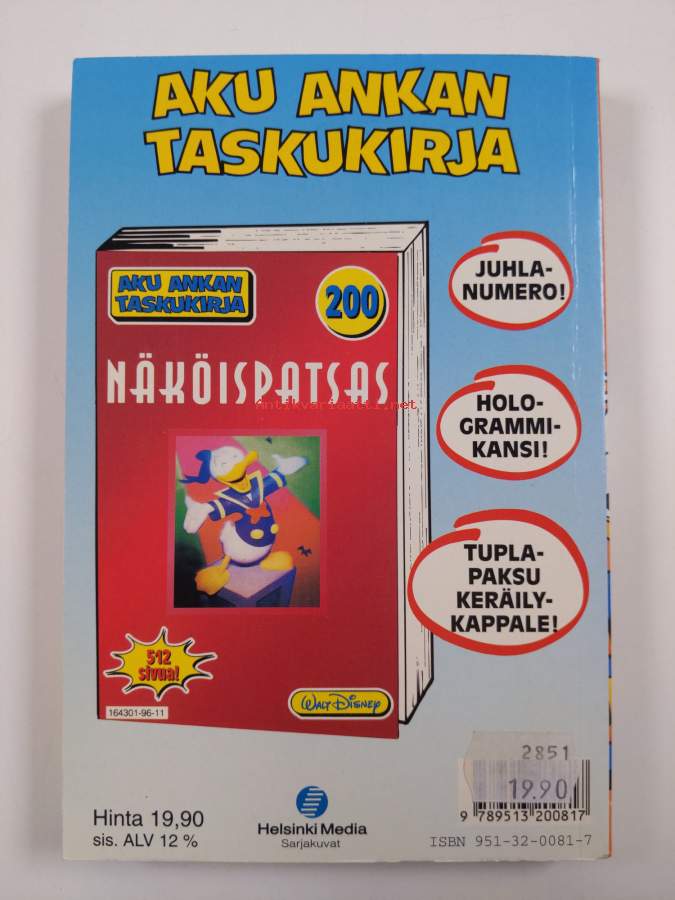 AKU ANKAN
TASKUKIRJA
AKU ANKAN
TASKUKIRJA
200
NÄKÖISPATSAS
Antikvariaatti.net
512
sivua!
WALT DISNEY
164301-96-11
JUHLA-
NUMERO!
HOLO-
GRAMMI-
KANSI!
TUPLA-
PAKSU
KERÄILY-
KAPPALE!
Hinta 19,90
sis. ALV 12 %
Helsinki Media
Sarjakuvat
2851
19.90
9 789513 200817
ISBN 951-32-0081-7